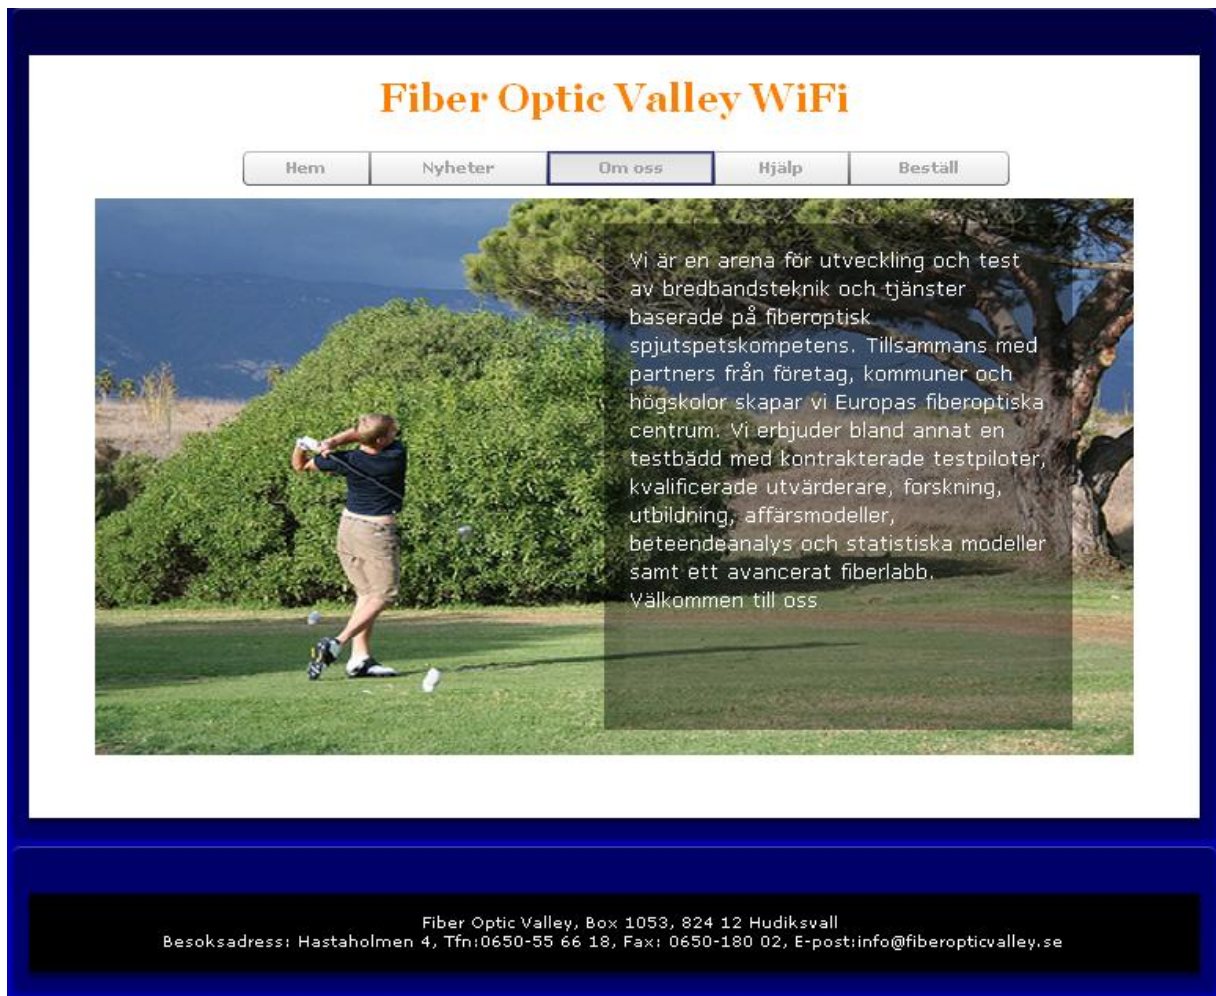 Fiber Optic Valley WiFi
Hem Nyheter Om oss Hjälp Beställ
Vi är en arena för utveckling och test
av bredbandsteknik och tjänster
baserade på fiberoptisk
spjutspetskompetens. Tillsammans med
partners från företag, kommuner och
högskolor skapar vi Europas fiberoptiska
centrum. Vi erbjuder bland annat en
testbädd med kontrakterade testpiloter,
kvalificerade utvärderare, forskning,
utbildning, affärsmodeller,
beteendeanalys och statistiska modeller
samt ett avancerat fiberlabb.
Välkommen till oss
Fiber Optic Valley, Box 1053, 824 12 Hudiksvall
Besoksadress: Hastaholmen 4, Tfn:0650-55 66 18, Fax: 0650-180 02, E-post:info@fiberopticvalley.se